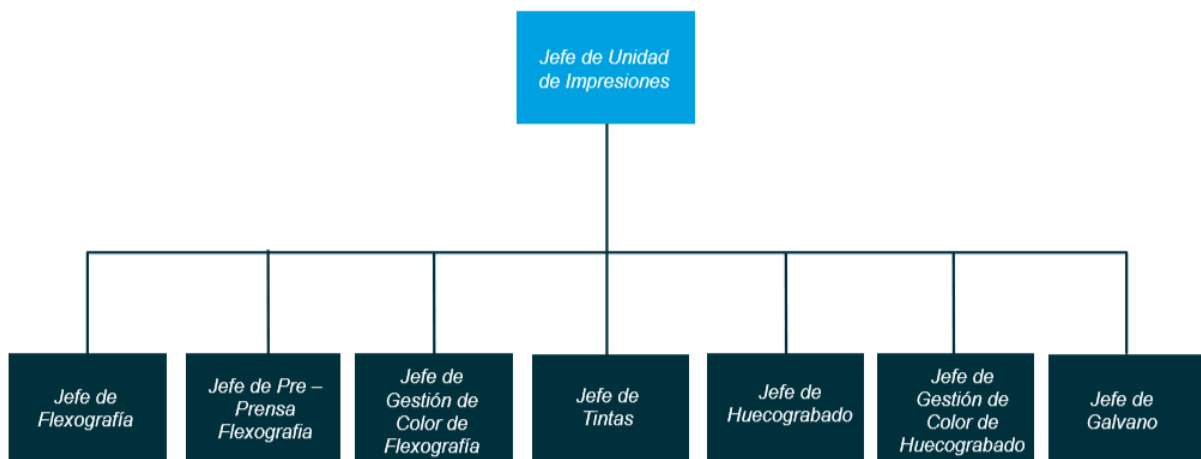 Jefe de Unidad
de Impresiones
Jefe de
Flexografía
Jefe de Pre –
Prensa
Flexografia
Jefe de
Gestión de
Color de
Flexografía
Jefe de
Tintas
Jefe de
Huecograbado
Jefe de
Gestión de
Color de
Huecograbado
Jefe de
Galvano